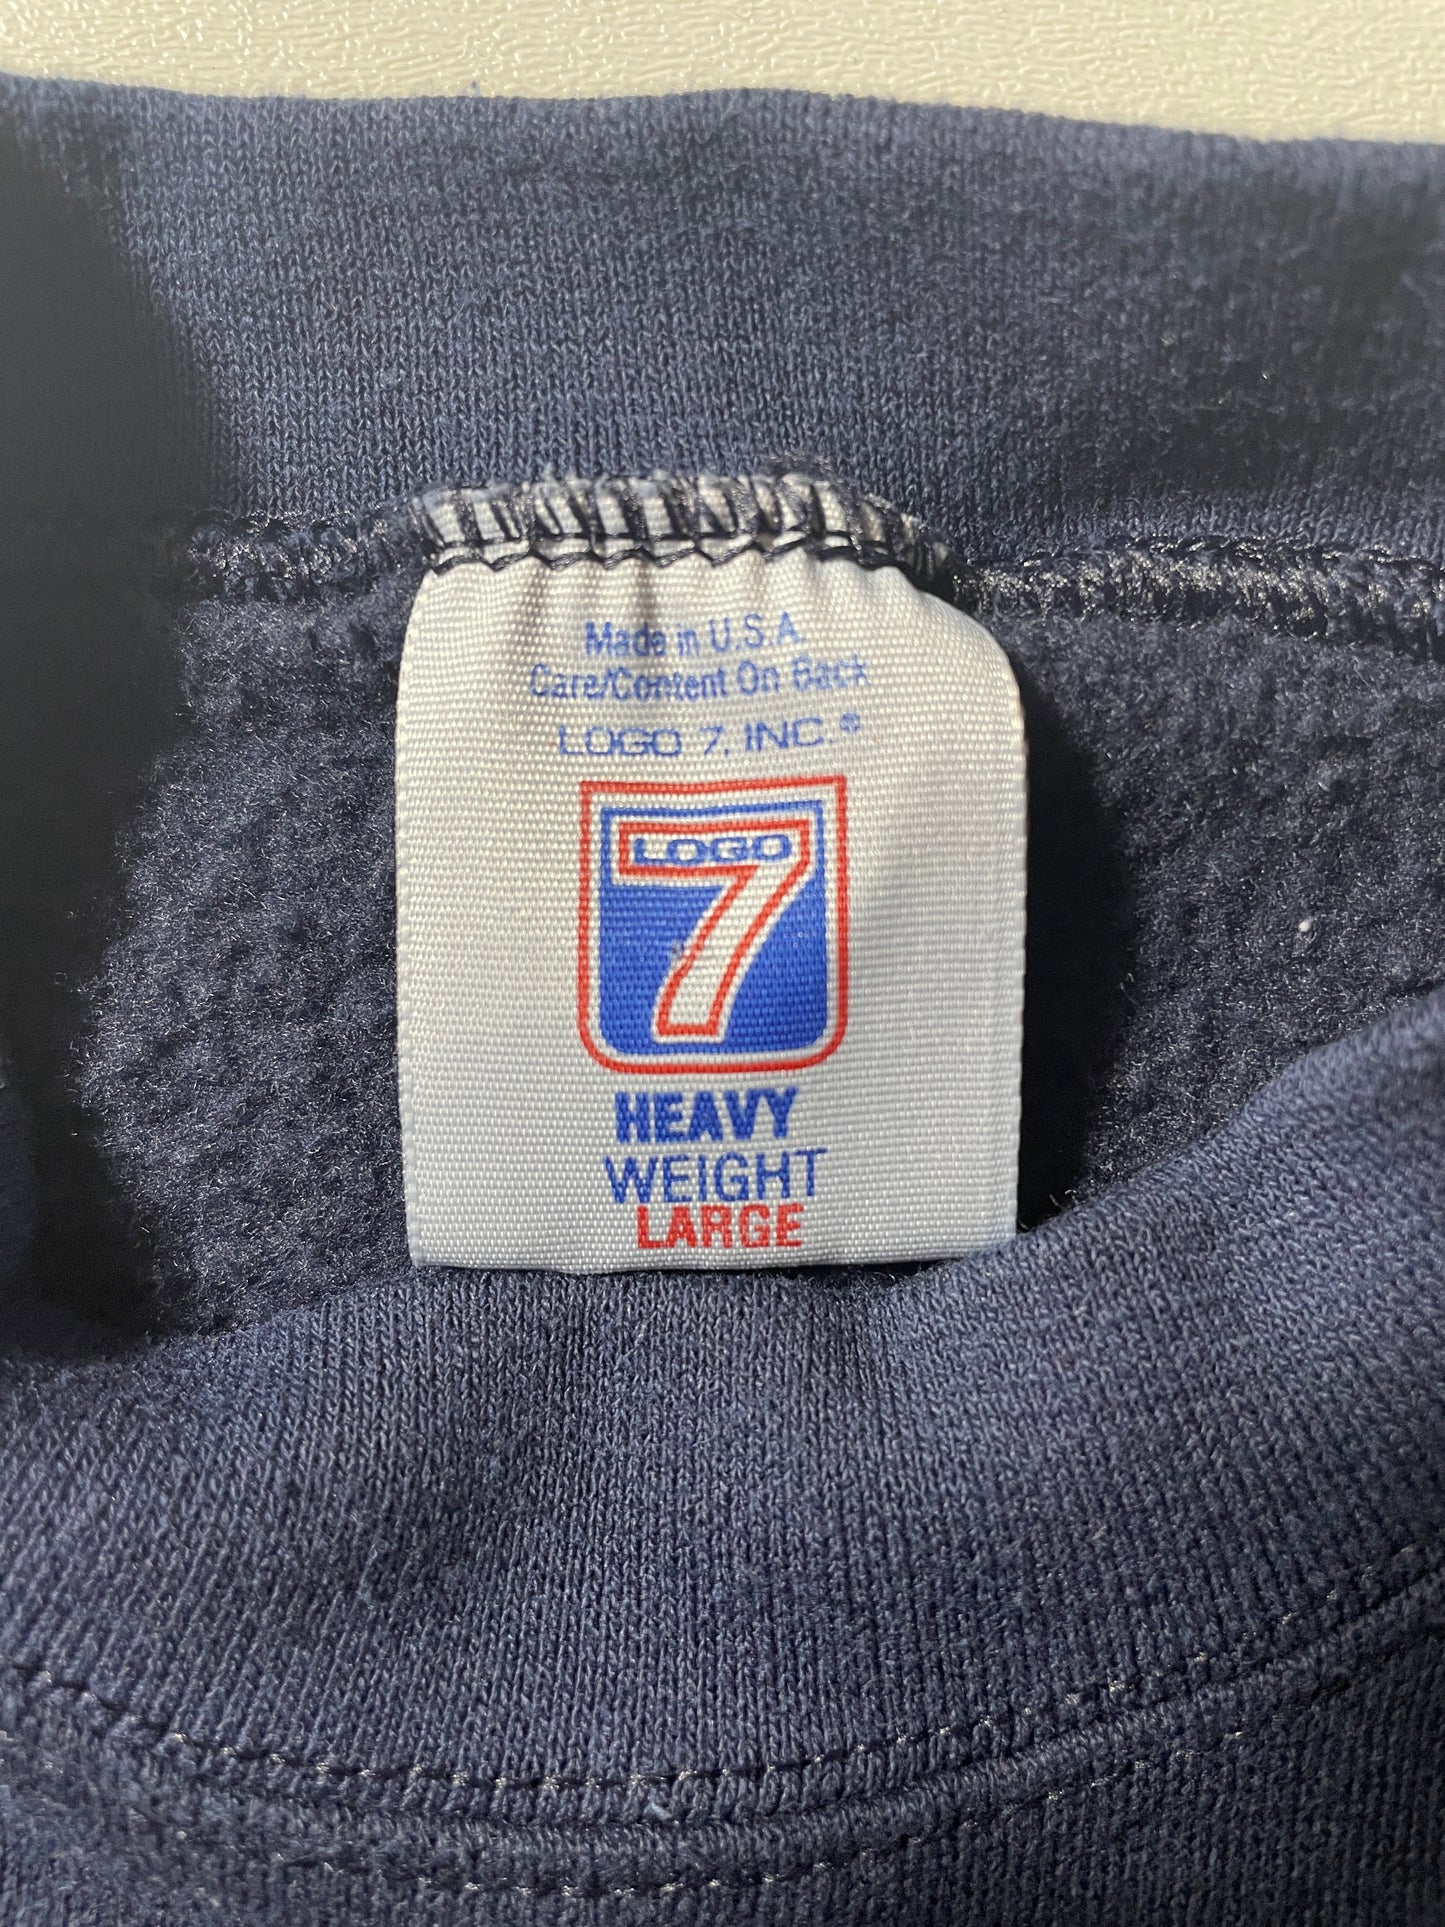 Made in U.S.A.
Care/Content On Back
LOGO 7, INC.®
LOGO
7
HEAVY
WEIGHT
LARGE